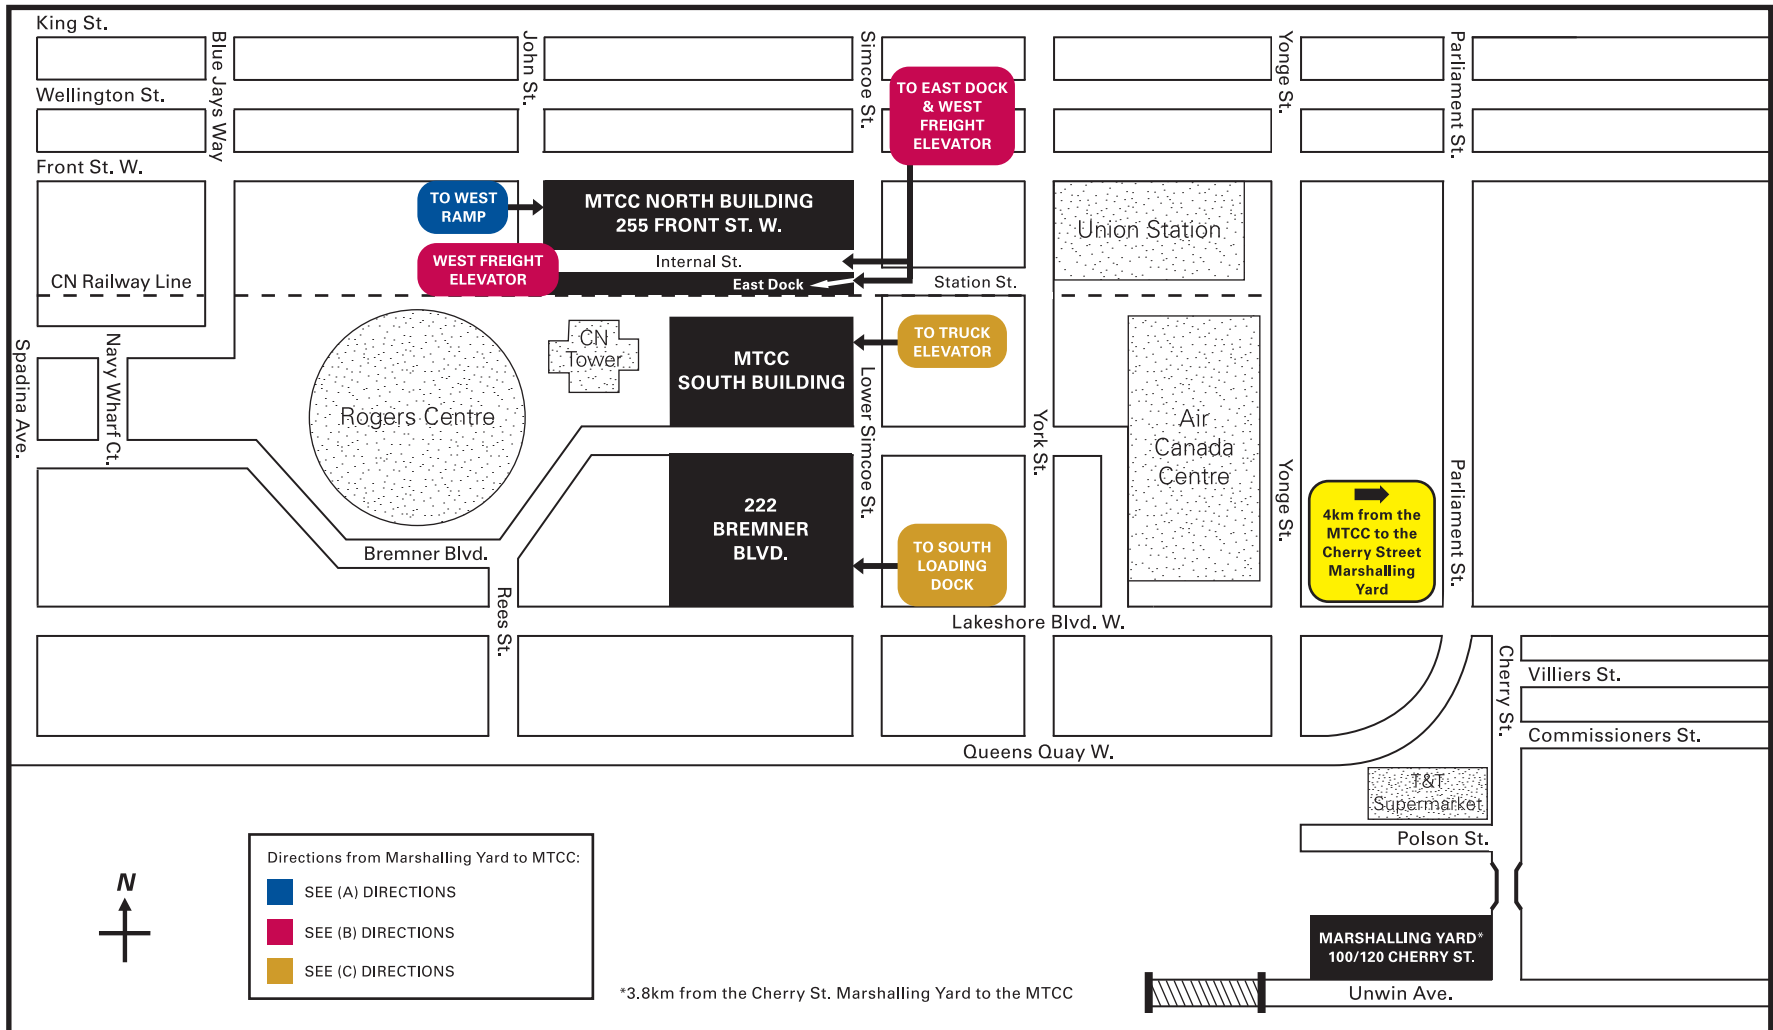 King St.
Blue Jays Way
John St.
Simcoe St.
Yonge St.
Parliament St.
Wellington St.
TO EAST DOCK
& WEST
FREIGHT
ELEVATOR
Front St. W.
TO WEST
RAMP
MTCC NORTH BUILDING
255 FRONT ST. W.
Union Station
WEST FREIGHT
ELEVATOR
Internal St.
CN Railway Line
East Dock
Station St.
Spadina Ave.
Navy Wharf Ct.
Rogers Centre
CN
Tower
MTCC
SOUTH BUILDING
TO TRUCK
ELEVATOR
Lower Simcoe St.
York St.
Air
Canada
Centre
Yonge St.
Parliament St.
4km from the
MTCC to the
Cherry Street
Marshalling
Yard
222
BREMNER
BLVD.
TO SOUTH
LOADING
DOCK
Bremner Blvd.
Rees St.
Lakeshore Blvd. W.
Cherry St.
Villiers St.
Commissioners St.
Queens Quay W.
T&T
Supermarket
Polson St.
Directions from Marshalling Yard to MTCC:
SEE (A) DIRECTIONS
SEE (B) DIRECTIONS
SEE (C) DIRECTIONS
N
MARSHALLING YARD*
100/120 CHERRY ST.
*3.8km from the Cherry St. Marshalling Yard to the MTCC
Unwin Ave.